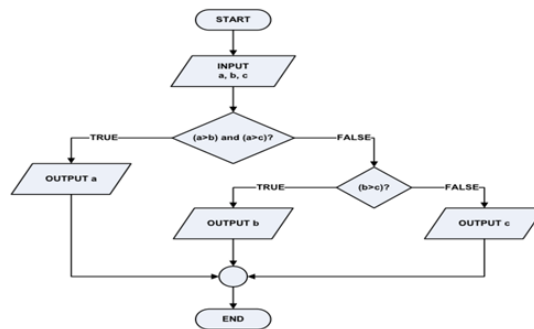 START
INPUT
a, b, c
(a>b) and (a>c)?
TRUE
FALSE
OUTPUT a
(b>c)?
TRUE
FALSE
OUTPUT b
OUTPUT c
END